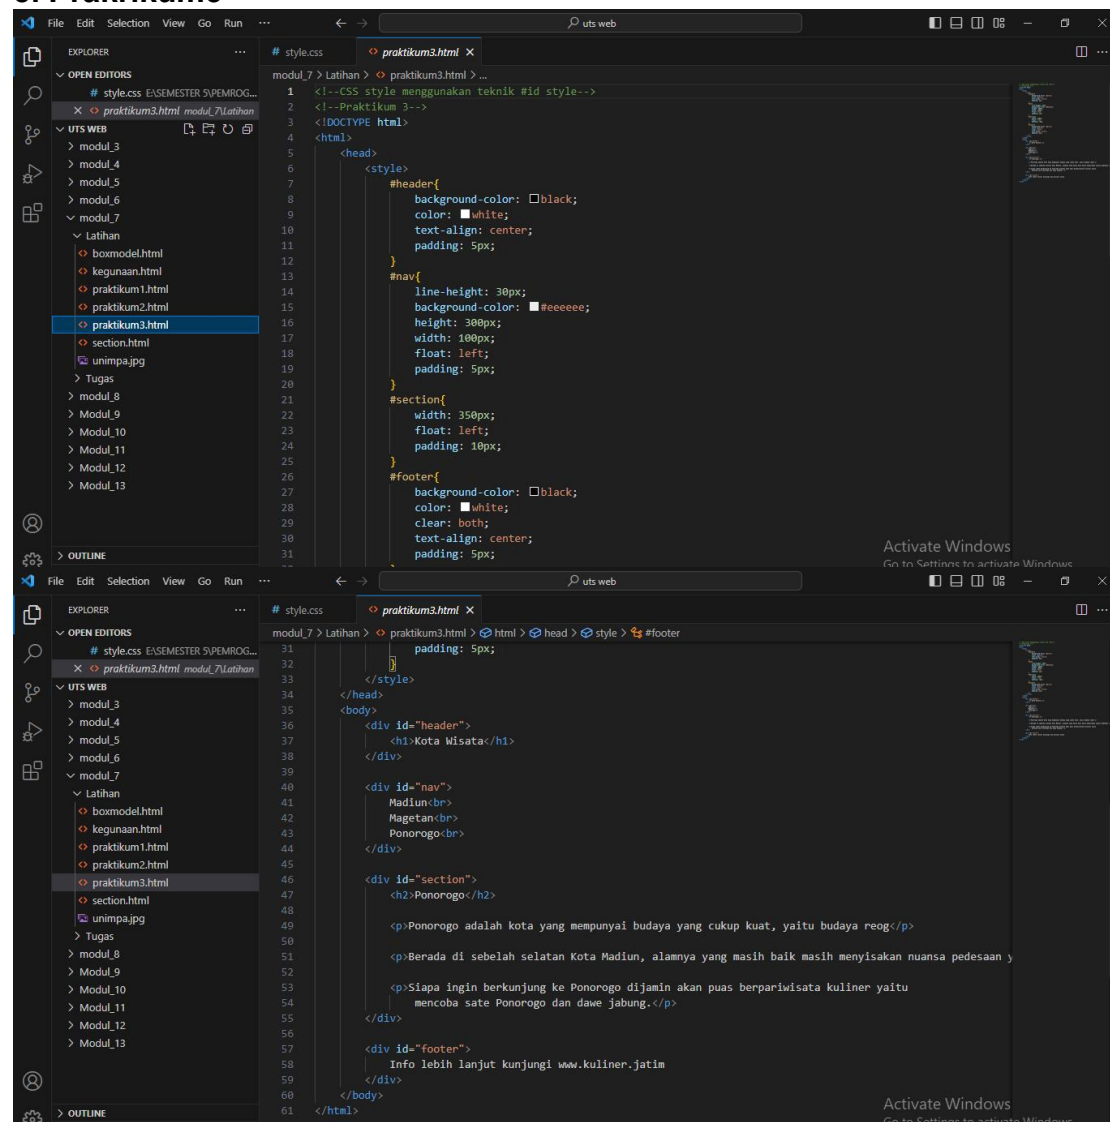 File Edit Selection View Go Run ··· uts web
EXPLORER ···
OPEN EDITORS
# style.css E:\SEMESTER 5\PEMROG...
praktikum3.html modul_7\Latihan
UTS WEB
modul_3
modul_4
modul_5
modul_6
modul_7
Latihan
boxmodel.html
kegunaan.html
praktikum1.html
praktikum2.html
praktikum3.html
section.html
unimpa.jpg
Tugas
modul_8
Modul_9
Modul_10
Modul_11
Modul_12
Modul_13
OUTLINE
# style.css praktikum3.html
modul_7 > Latihan > praktikum3.html > ...
1 <!--CSS style menggunakan teknik #id style-->
2 <!--Praktikum 3-->
3 <!DOCTYPE html>
4 <html>
5 <head>
6 <style>
7 #header{
8 background-color: black;
9 color: white;
10 text-align: center;
11 padding: 5px;
12 }
13 #nav{
14 line-height: 30px;
15 background-color: #eeeeee;
16 height: 300px;
17 width: 100px;
18 float: left;
19 padding: 5px;
20 }
21 #section{
22 width: 350px;
23 float: left;
24 padding: 10px;
25 }
26 #footer{
27 background-color: black;
28 color: white;
29 clear: both;
30 text-align: center;
31 padding: 5px;
Activate Windows
Go to Settings to activate Windows.
File Edit Selection View Go Run ··· uts web
EXPLORER ···
OPEN EDITORS
# style.css E:\SEMESTER 5\PEMROG...
praktikum3.html modul_7\Latihan
UTS WEB
modul_3
modul_4
modul_5
modul_6
modul_7
Latihan
boxmodel.html
kegunaan.html
praktikum1.html
praktikum2.html
praktikum3.html
section.html
unimpa.jpg
Tugas
modul_8
Modul_9
Modul_10
Modul_11
Modul_12
Modul_13
OUTLINE
# style.css praktikum3.html
modul_7 > Latihan > praktikum3.html > html > head > style > #footer
31 padding: 5px;
32 }
33 </style>
34 </head>
35 <body>
36 <div id="header">
37 <h1>Kota Wisata</h1>
38 </div>
39
40 <div id="nav">
41 Madiun<br>
42 Magetan<br>
43 Ponorogo<br>
44 </div>
45
46 <div id="section">
47 <h2>Ponorogo</h2>
48
49 <p>Ponorogo adalah kota yang mempunyai budaya yang cukup kuat, yaitu budaya reog</p>
50
51 <p>Berada di sebelah selatan Kota Madiun, alamnya yang masih baik masih menyisakan nuansa pedesaan y
52
53 <p>Siapa ingin berkunjung ke Ponorogo dijamin akan puas berpariwisata kuliner yaitu
54 mencoba sate Ponorogo dan dawe jabung.</p>
55 </div>
56
57 <div id="footer">
58 Info lebih lanjut kunjungi www.kuliner.jatim
59 </div>
60 </body>
61 </html>
Activate Windows